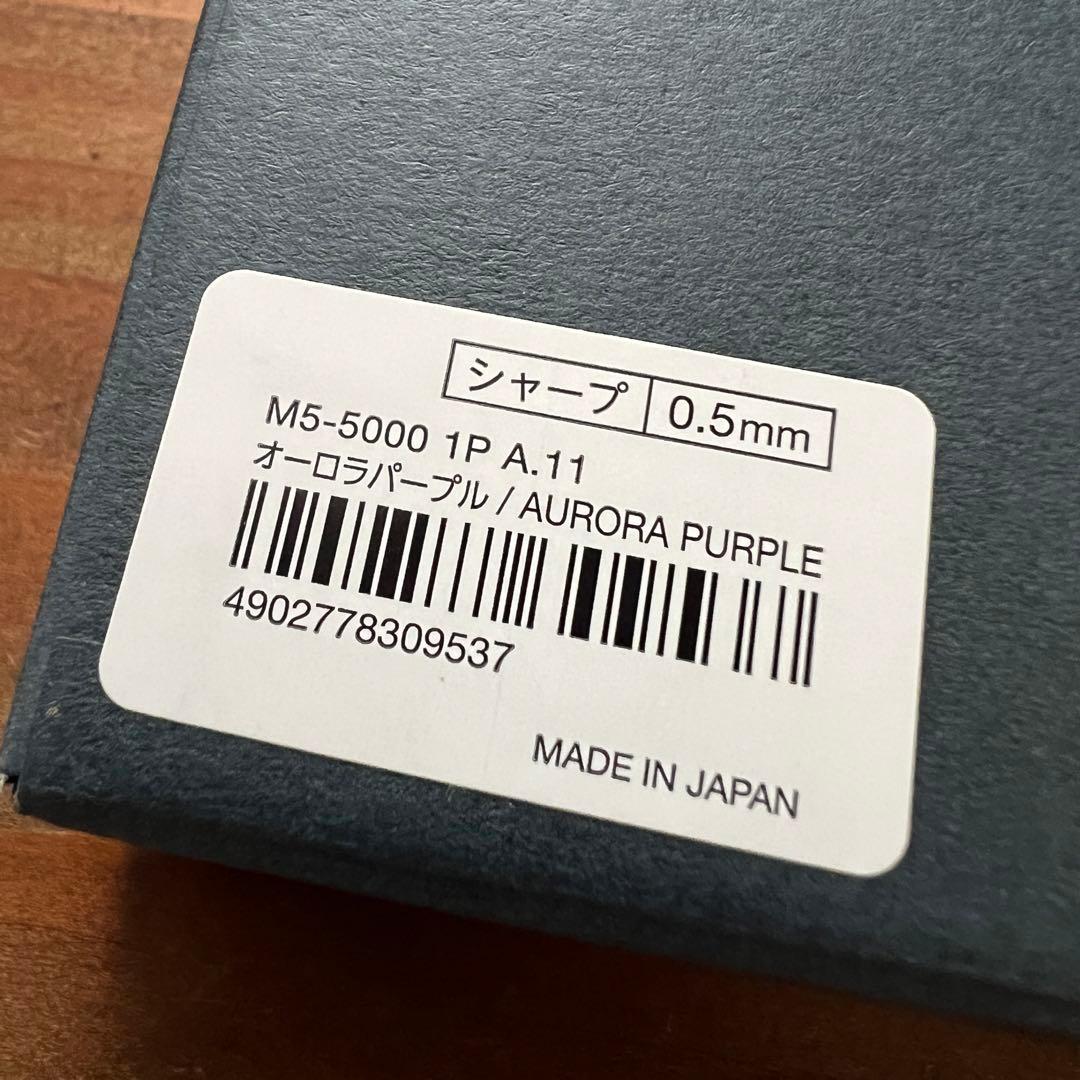 シャープ 0.5mm
M5-5000 1P A.11
オーロラパープル / AURORA PURPLE
4902778309537
MADE IN JAPAN